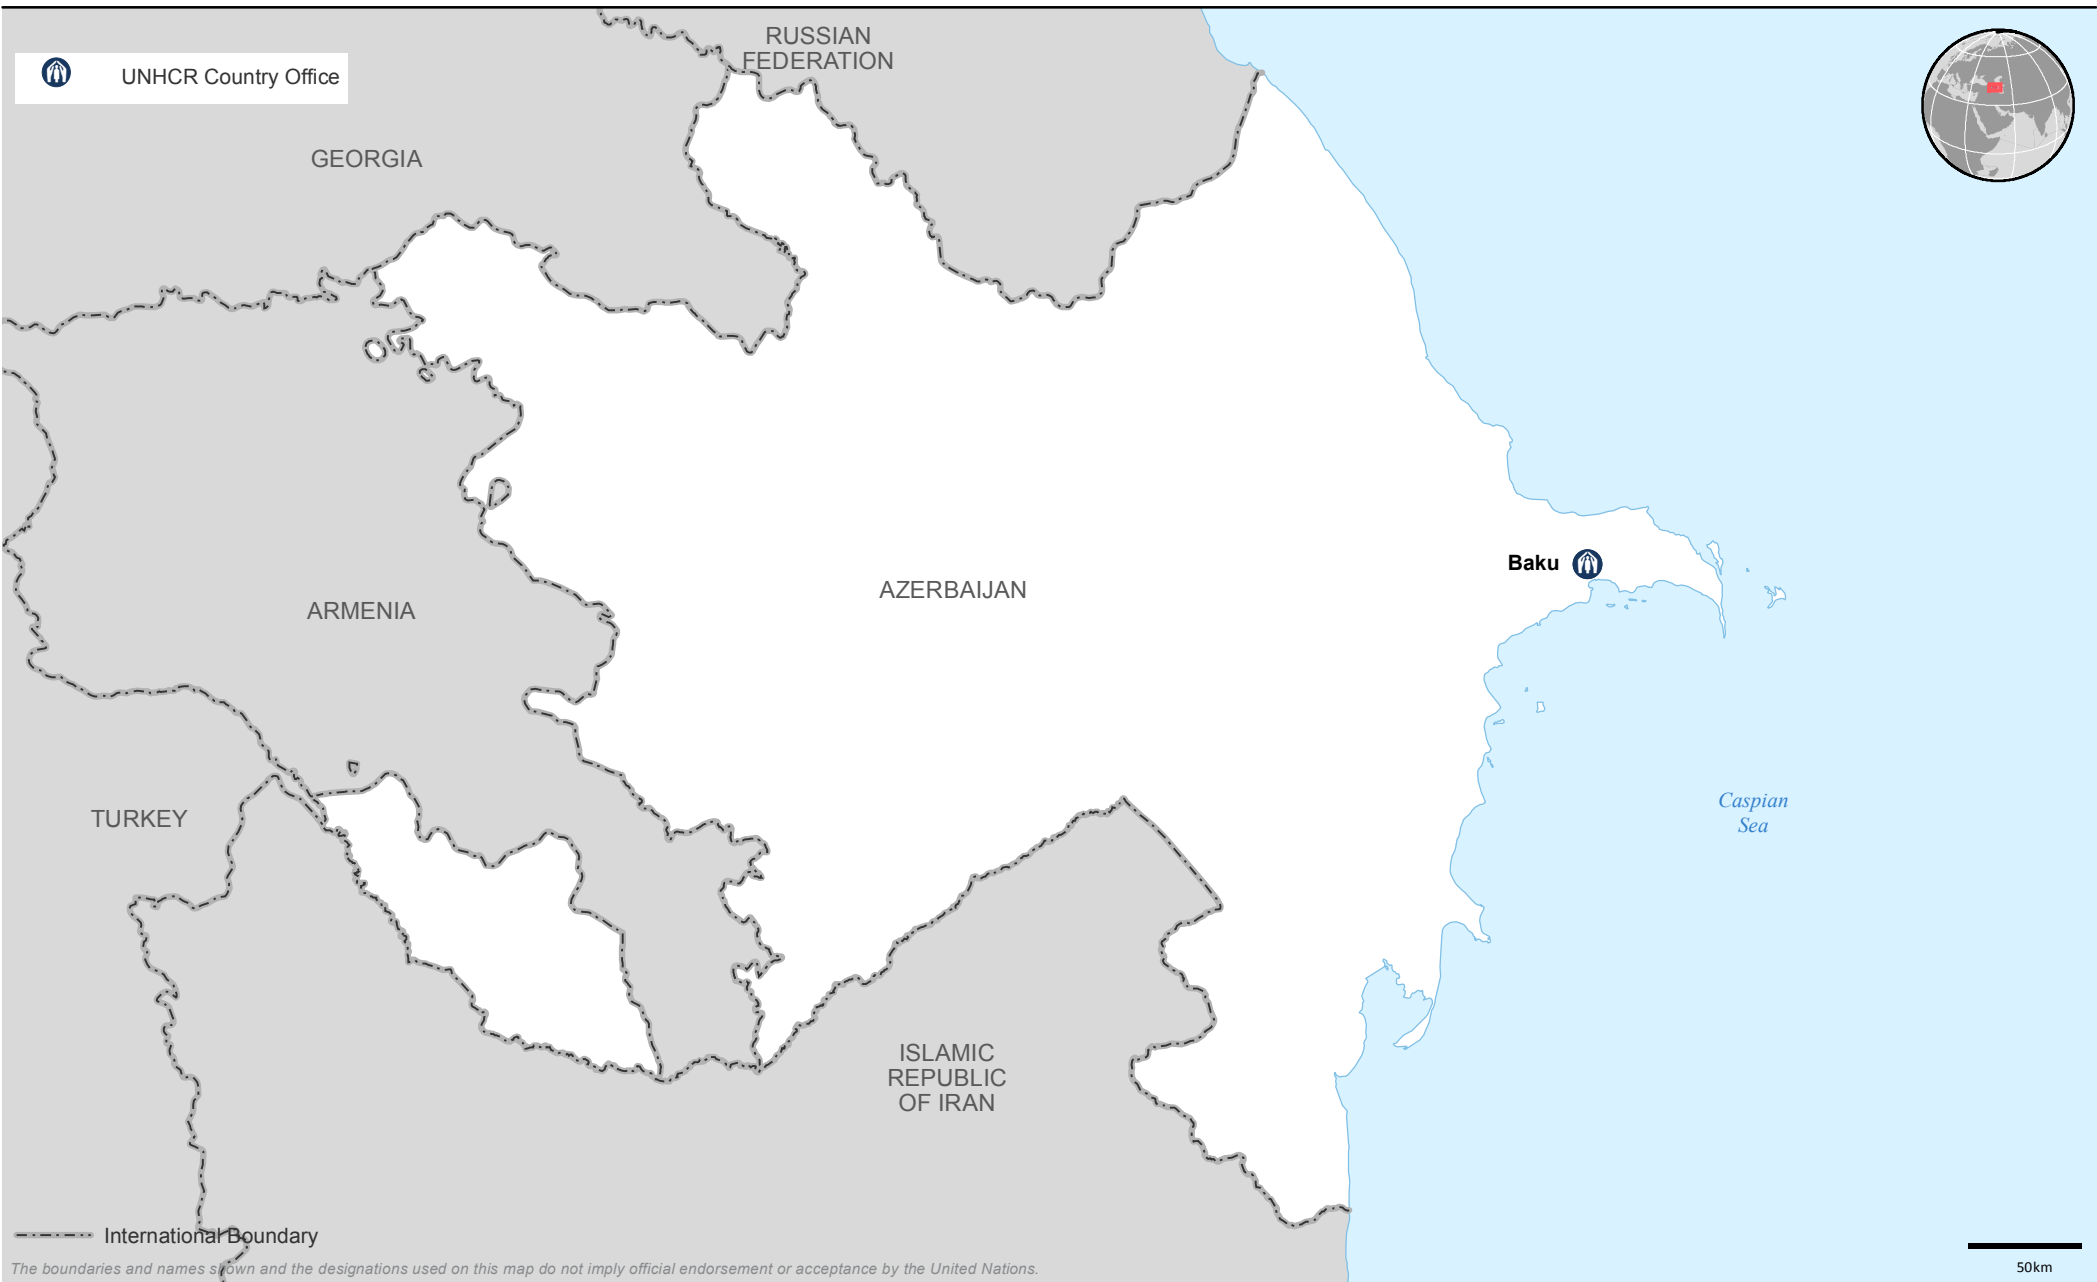 RUSSIAN
FEDERATION
UNHCR Country Office
GEORGIA
Baku
AZERBAIJAN
ARMENIA
Caspian
Sea
TURKEY
ISLAMIC
REPUBLIC
OF IRAN
International Boundary
The boundaries and names shown and the designations used on this map do not imply official endorsement or acceptance by the United Nations.
50km